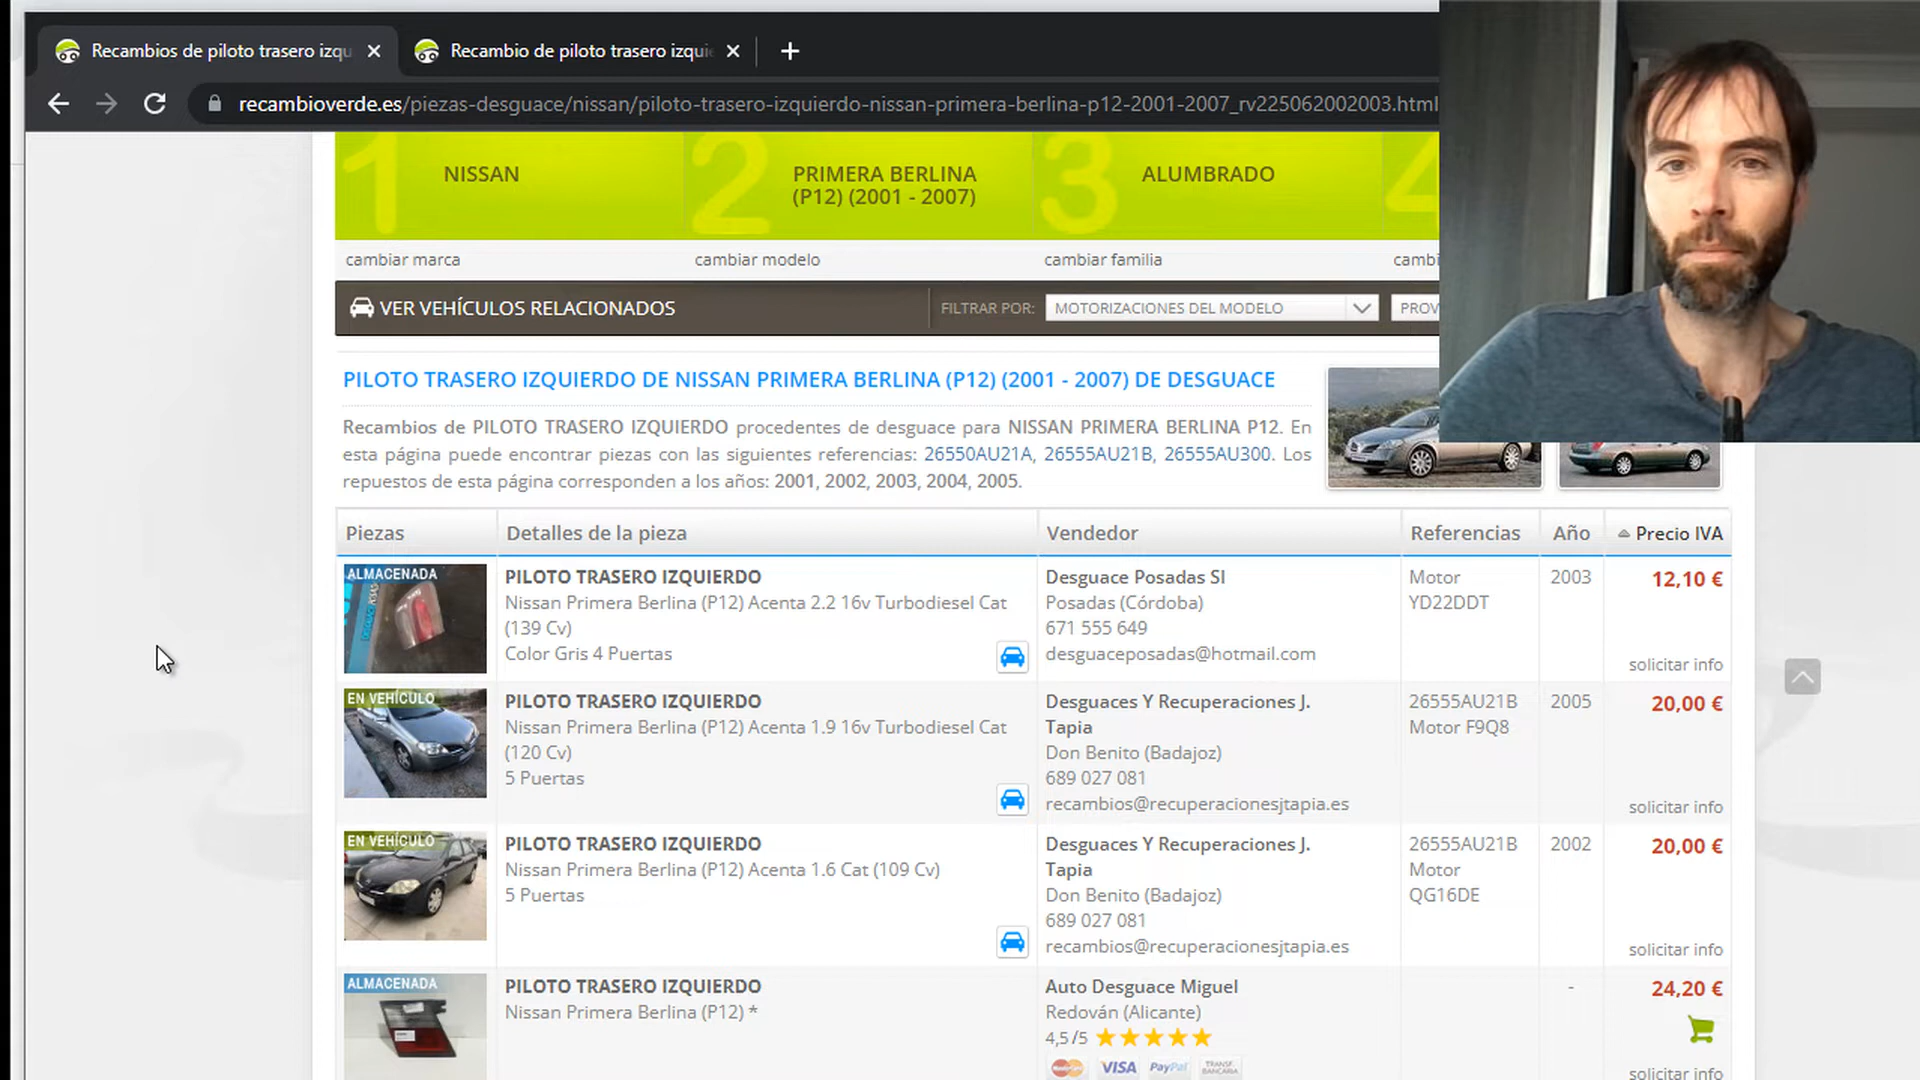 Recambios de piloto trasero izqu
Recambio de piloto trasero izqui
recambioverde.es/piezas-desguace/nissan/piloto-trasero-izquierdo-nissan-primera-berlina-p12-2001-2007_rv225062002003.html
1 NISSAN
2 PRIMERA BERLINA
(P12) (2001 - 2007)
3 ALUMBRADO
4
cambiar marca
cambiar modelo
cambiar familia
cambi
VER VEHÍCULOS RELACIONADOS
FILTRAR POR:
MOTORIZACIONES DEL MODELO
PROV
PILOTO TRASERO IZQUIERDO DE NISSAN PRIMERA BERLINA (P12) (2001 - 2007) DE DESGUACE
Recambios de PILOTO TRASERO IZQUIERDO procedentes de desguace para NISSAN PRIMERA BERLINA P12. En
esta página puede encontrar piezas con las siguientes referencias: 26550AU21A, 26555AU21B, 26555AU300. Los
repuestos de esta página corresponden a los años: 2001, 2002, 2003, 2004, 2005.
Piezas
Detalles de la pieza
Vendedor
Referencias
Año
Precio IVA
ALMACENADA
PILOTO TRASERO IZQUIERDO
Nissan Primera Berlina (P12) Acenta 2.2 16v Turbodiesel Cat
(139 Cv)
Color Gris 4 Puertas
Desguace Posadas Sl
Posadas (Córdoba)
671 555 649
desguaceposadas@hotmail.com
Motor
YD22DDT
2003
12,10 €
solicitar info
EN VEHÍCULO
PILOTO TRASERO IZQUIERDO
Nissan Primera Berlina (P12) Acenta 1.9 16v Turbodiesel Cat
(120 Cv)
5 Puertas
Desguaces Y Recuperaciones J.
Tapia
Don Benito (Badajoz)
689 027 081
recambios@recuperacionesjtapia.es
26555AU21B
Motor F9Q8
2005
20,00 €
solicitar info
EN VEHÍCULO
PILOTO TRASERO IZQUIERDO
Nissan Primera Berlina (P12) Acenta 1.6 Cat (109 Cv)
5 Puertas
Desguaces Y Recuperaciones J.
Tapia
Don Benito (Badajoz)
689 027 081
recambios@recuperacionesjtapia.es
26555AU21B
Motor
QG16DE
2002
20,00 €
solicitar info
ALMACENADA
PILOTO TRASERO IZQUIERDO
Nissan Primera Berlina (P12) *
Auto Desguace Miguel
Redován (Alicante)
4,5/5
VISA
PayPal
TRANSF.
BANCARIA
-
24,20 €
solicitar info